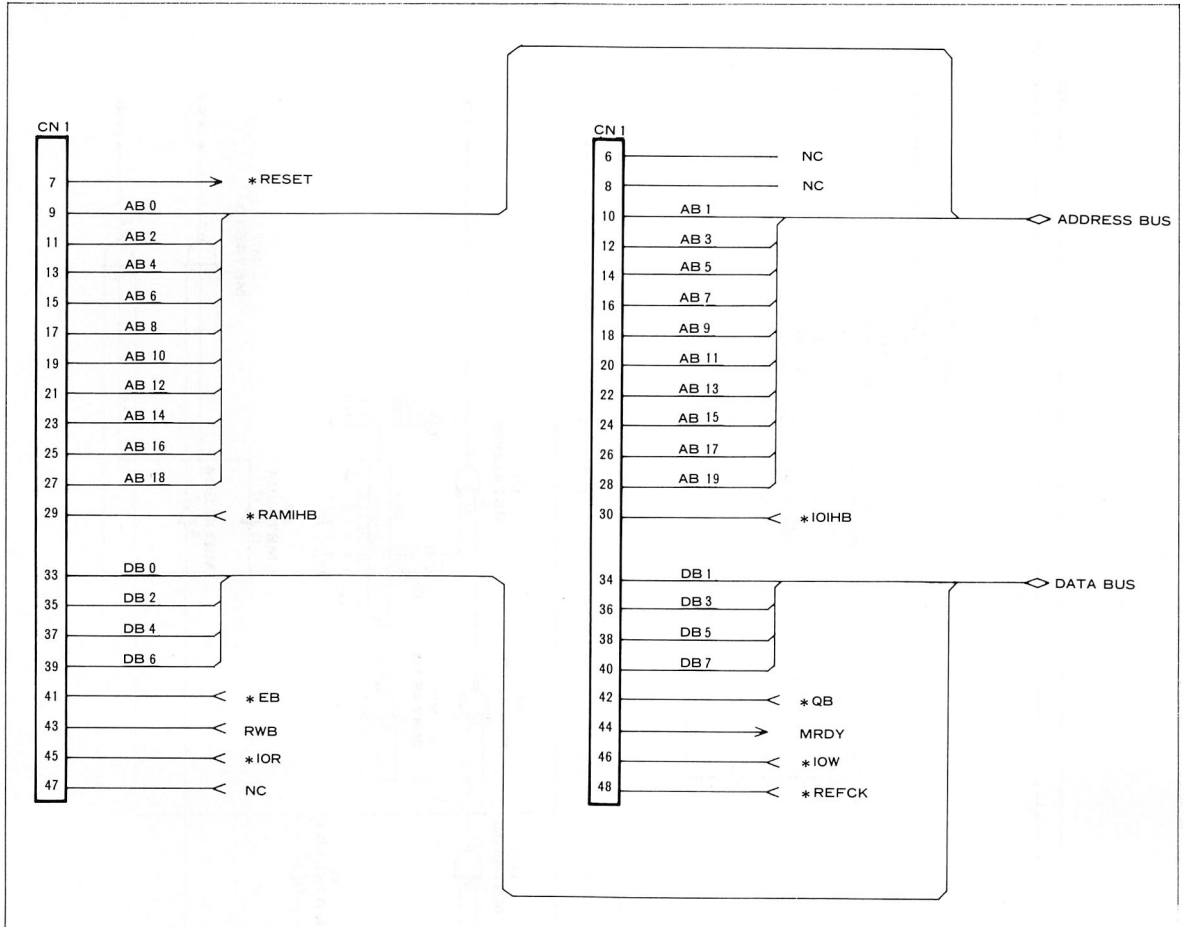 CN 1
7 * RESET
9 AB 0
11 AB 2
13 AB 4
15 AB 6
17 AB 8
19 AB 10
21 AB 12
23 AB 14
25 AB 16
27 AB 18
29 * RAMIHB
33 DB 0
35 DB 2
37 DB 4
39 DB 6
41 * EB
43 RWB
45 * IOR
47 NC
CN 1
6 NC
8 NC
10 AB 1 ADDRESS BUS
12 AB 3
14 AB 5
16 AB 7
18 AB 9
20 AB 11
22 AB 13
24 AB 15
26 AB 17
28 AB 19
30 * IOIHB
34 DB 1 DATA BUS
36 DB 3
38 DB 5
40 DB 7
42 * QB
44 MRDY
46 * IOW
48 * REFCK